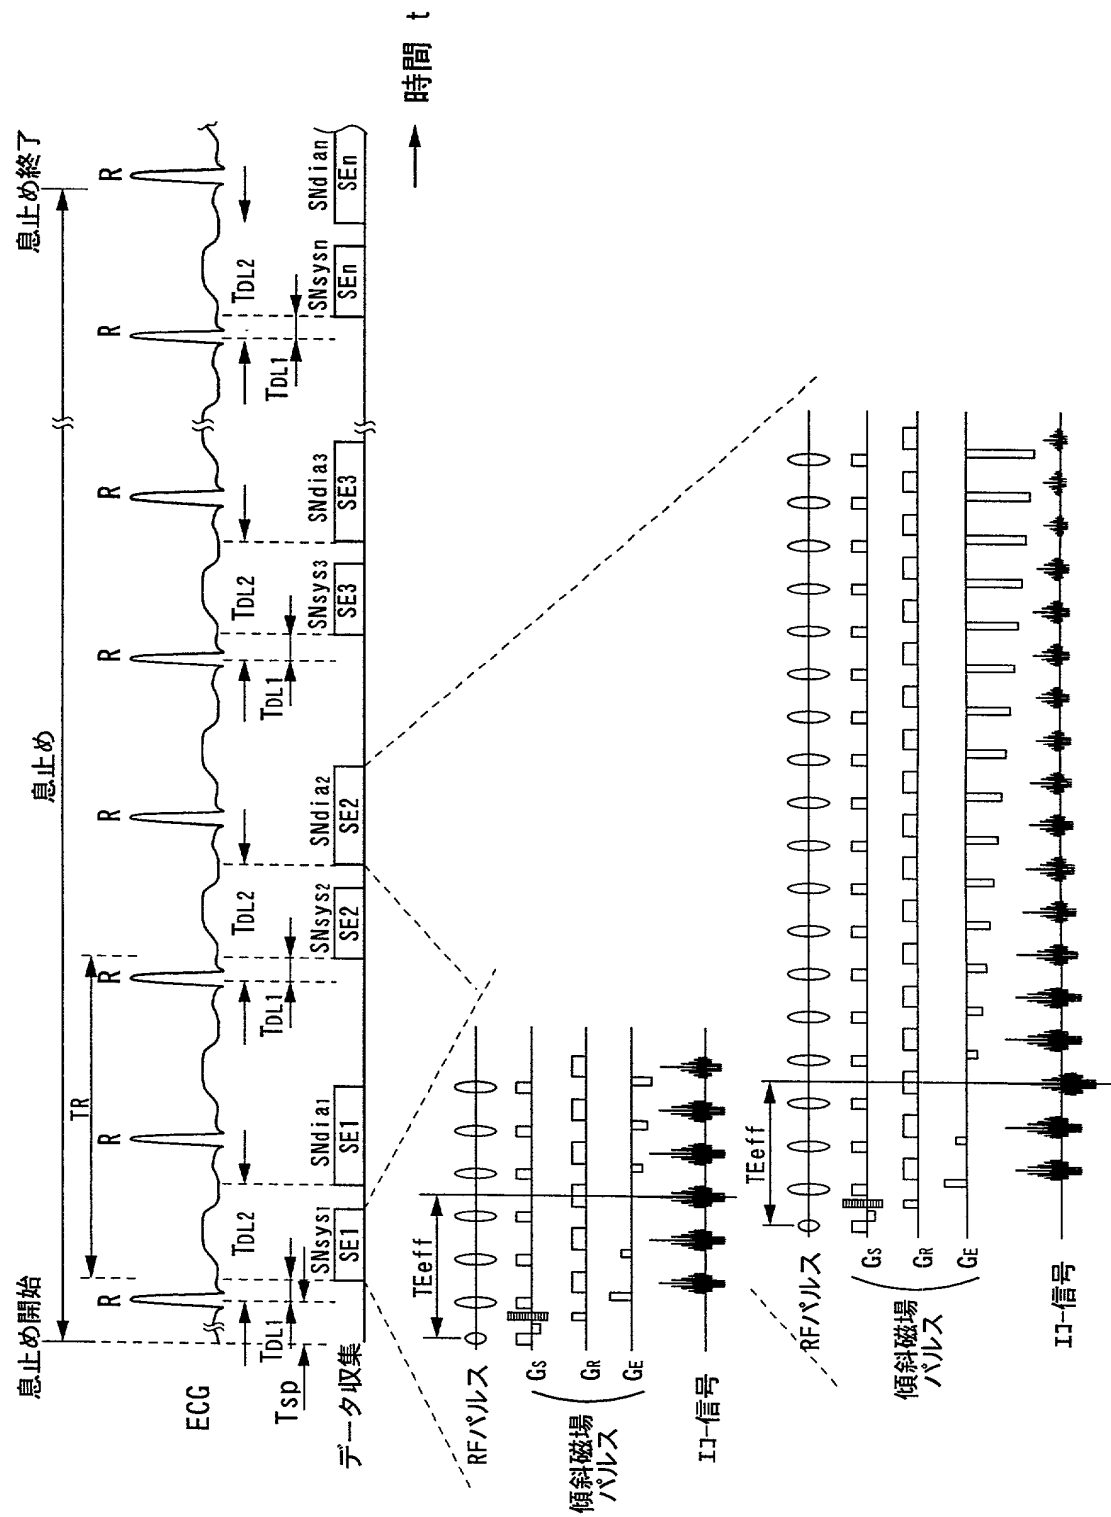 息止め開始
息止め
息止め終了
TR
R
R
R
R
R
R
R
R
ECG
TDL1
TDL2
TDL1
TDL2
TDL1
TDL2
TDL1
TDL2
Tsp
SNsys1
SNdia1
SNsys2
SNdia2
SNsys3
SNdia3
SNsysn
SNdian
データ収集
SE1
SE1
SE2
SE2
SE3
SE3
SEn
SEn
時間 t
TEeff
RFパルス
GS
GR
GE
傾斜磁場
パルス
エコー信号
TEeff
RFパルス
GS
GR
GE
傾斜磁場
パルス
エコー信号